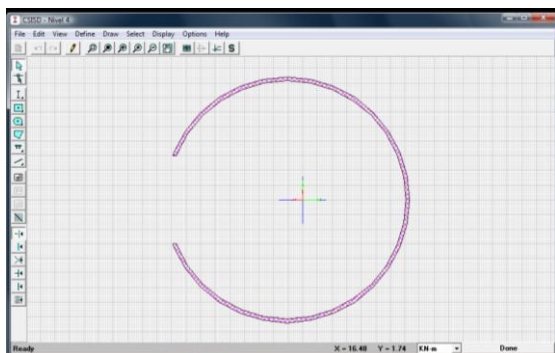 CSISD - Nivel 4
File Edit View Define Draw Select Display Options Help
S
Ready
X = 16.48 Y = 1.74 KN-m Done